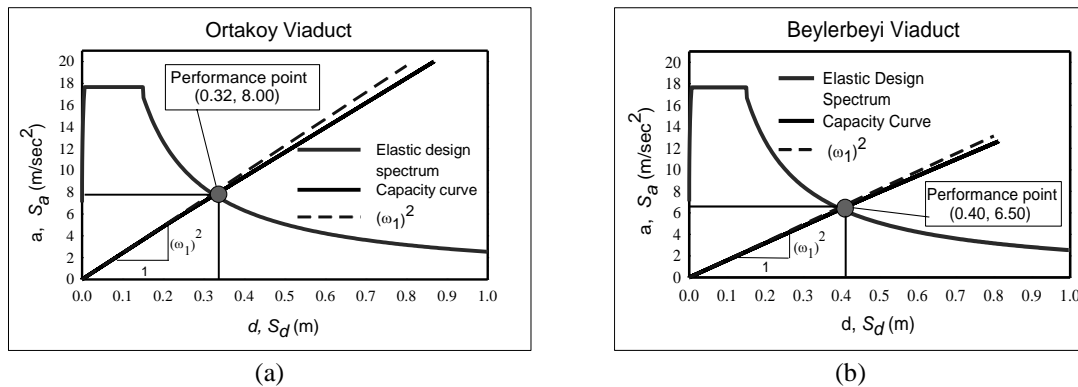 Ortakoy Viaduct
20
18
16
14
12
10
8
6
4
2
0
a, Sa (m/sec2)
Performance point
(0.32, 8.00)
Elastic design
spectrum
Capacity curve
(ω1)2
(ω1)2
1
0.0 0.1 0.2 0.3 0.4 0.5 0.6 0.7 0.8 0.9 1.0
d, Sd (m)
(a)
Beylerbeyi Viaduct
20
18
16
14
12
10
8
6
4
2
0
a, Sa (m/sec2)
Elastic Design
Spectrum
Capacity Curve
(ω1)2
Performance point
(0.40, 6.50)
(ω1)2
1
0.0 0.1 0.2 0.3 0.4 0.5 0.6 0.7 0.8 0.9 1.0
d, Sd (m)
(b)